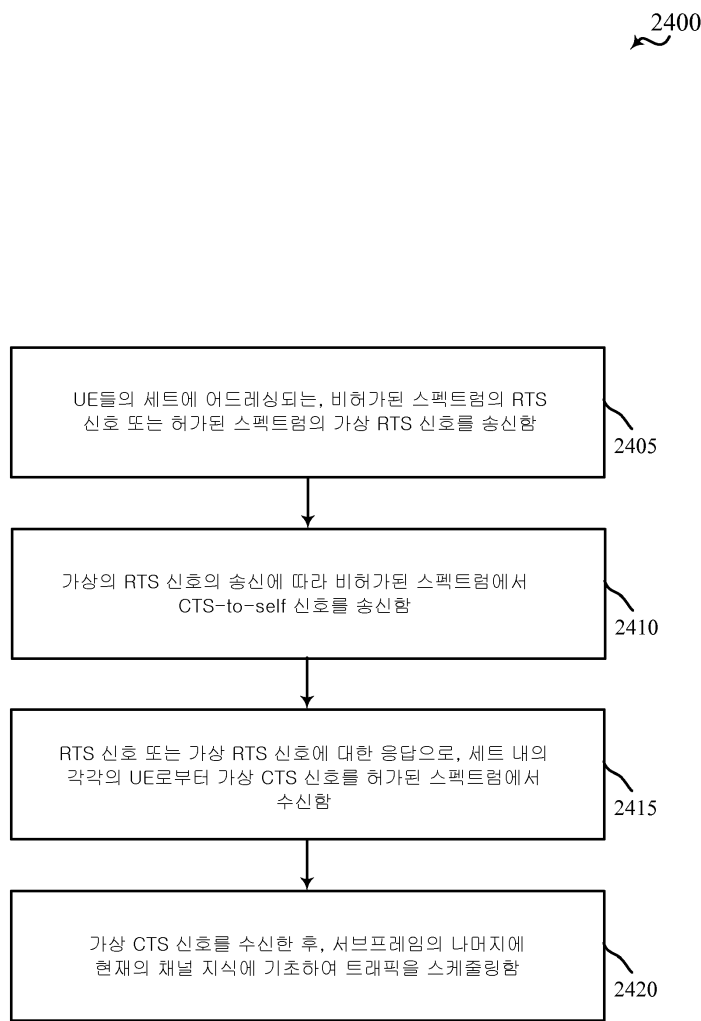 2400
UE들의 세트에 어드레싱되는, 비허가된 스펙트럼의 RTS
신호 또는 허가된 스펙트럼의 가상 RTS 신호를 송신함
2405
가상의 RTS 신호의 송신에 따라 비허가된 스펙트럼에서
CTS-to-self 신호를 송신함
2410
RTS 신호 또는 가상 RTS 신호에 대한 응답으로, 세트 내의
각각의 UE로부터 가상 CTS 신호를 허가된 스펙트럼에서
수신함
2415
가상 CTS 신호를 수신한 후, 서브프레임의 나머지에
현재의 채널 지식에 기초하여 트래픽을 스케줄링함
2420